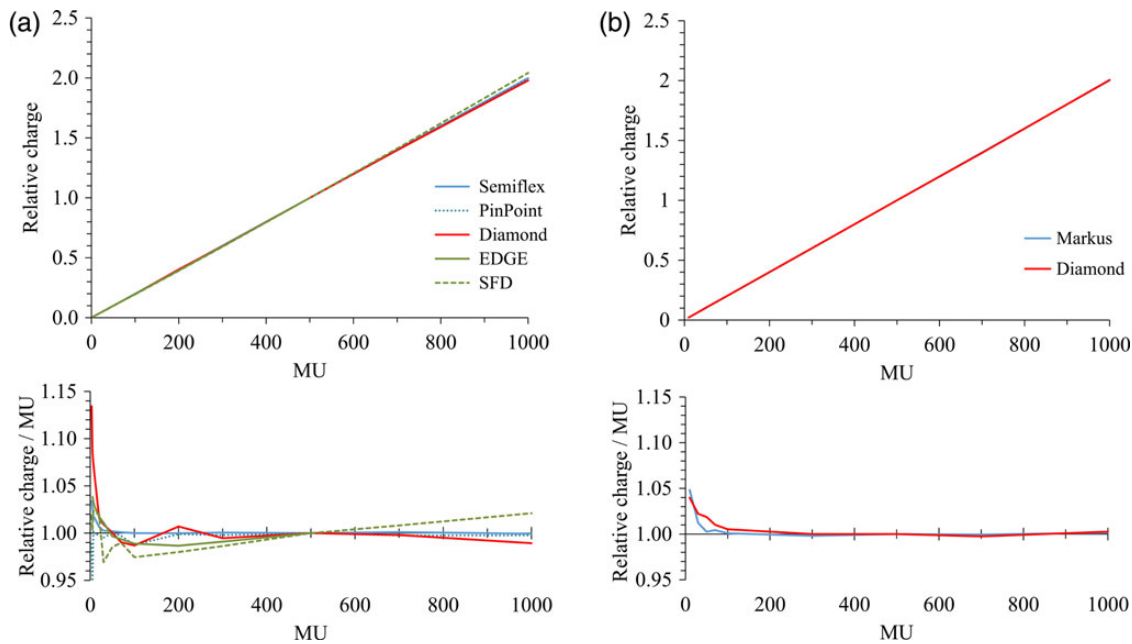 (a)
Relative charge
2.5
2.0
1.5
1.0
0.5
0.0
0 200 400 600 800 1000
MU
Semiflex
PinPoint
Diamond
EDGE
SFD
(b)
Relative charge
2.5
2
1.5
1
0.5
0
0 200 400 600 800 1000
MU
Markus
Diamond
Relative charge / MU
1.15
1.10
1.05
1.00
0.95
0 200 400 600 800 1000
MU
Relative charge / MU
1.15
1.10
1.05
1.00
0.95
0 200 400 600 800 1000
MU